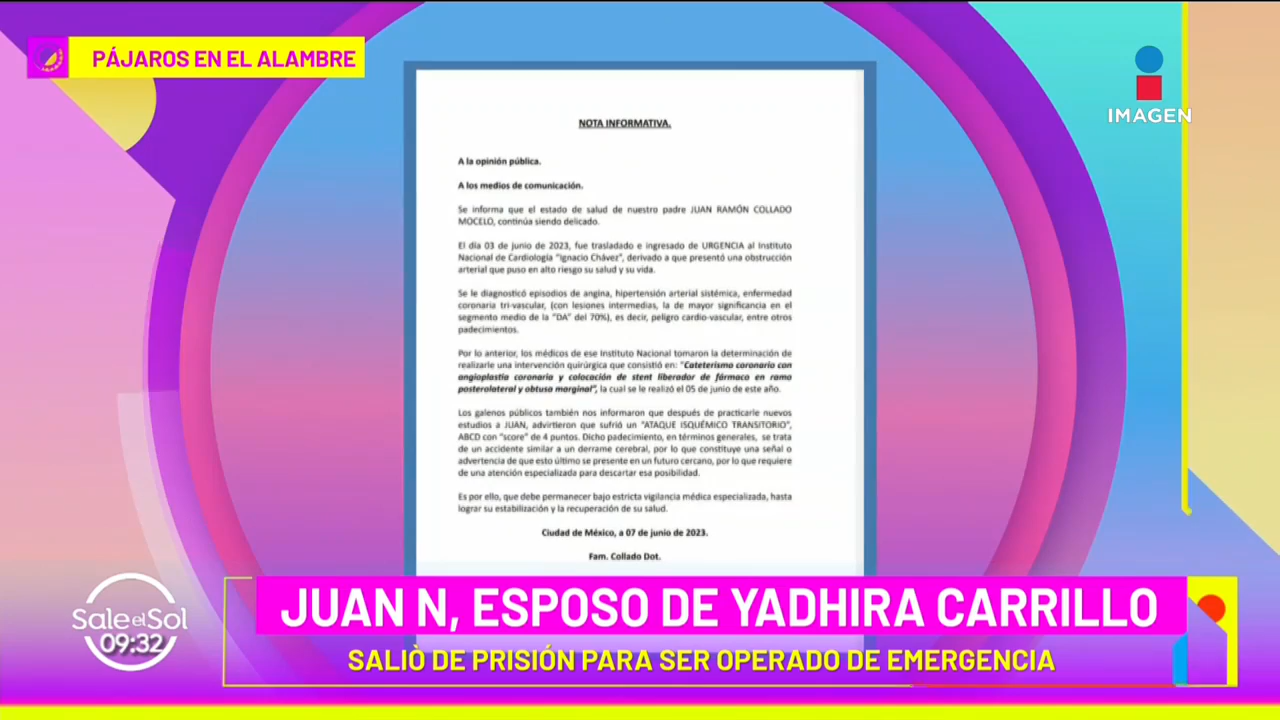 PÁJAROS EN EL ALAMBRE
IMAGEN
NOTA INFORMATIVA.
A la opinión pública.
A los medios de comunicación.
Se informa que el estado de salud de nuestro padre JUAN RAMÓN COLLADO
MOCELO, continúa siendo delicado.
El día 03 de junio de 2023, fue trasladado e ingresado de URGENCIA al Instituto
Nacional de Cardiología "Ignacio Chávez", derivado a que presentó una obstrucción
arterial que puso en alto riesgo su salud y su vida.
Se le diagnosticó episodios de angina, hipertensión arterial sistémica, enfermedad
coronaria tri-vascular, (con lesiones intermedias, la de mayor significancia en el
segmento medio de la "DA" del 70%), es decir, peligro cardio-vascular, entre otros
padecimientos.
Por lo anterior, los médicos de ese Instituto Nacional tomaron la determinación de
realizarle una intervención quirúrgica que consistió en: "Cateterismo coronario con
angioplastia coronaria y colocación de stent liberador de fármaco en ramo
posterolateral y obtusa marginal", la cual se le realizó el 05 de junio de este año.
Los galenos públicos también nos informaron que después de practicarle nuevos
estudios a JUAN, advirtieron que sufrió un "ATAQUE ISQUÉMICO TRANSITORIO",
ABCD con "score" de 4 puntos. Dicho padecimiento, en términos generales, se trata
de un accidente similar a un derrame cerebral, por lo que constituye una señal o
advertencia de que esto último se presente en un futuro cercano, por lo que requiere
de una atención especializada para descartar esa posibilidad.
Es por ello, que debe permanecer bajo estricta vigilancia médica especializada, hasta
lograr su estabilización y la recuperación de su salud.
Ciudad de México, a 07 de junio de 2023.
Fam. Collado Dot.
Sale el Sol
09:32
JUAN N, ESPOSO DE YADHIRA CARRILLO
SALIÒ DE PRISIÓN PARA SER OPERADO DE EMERGENCIA